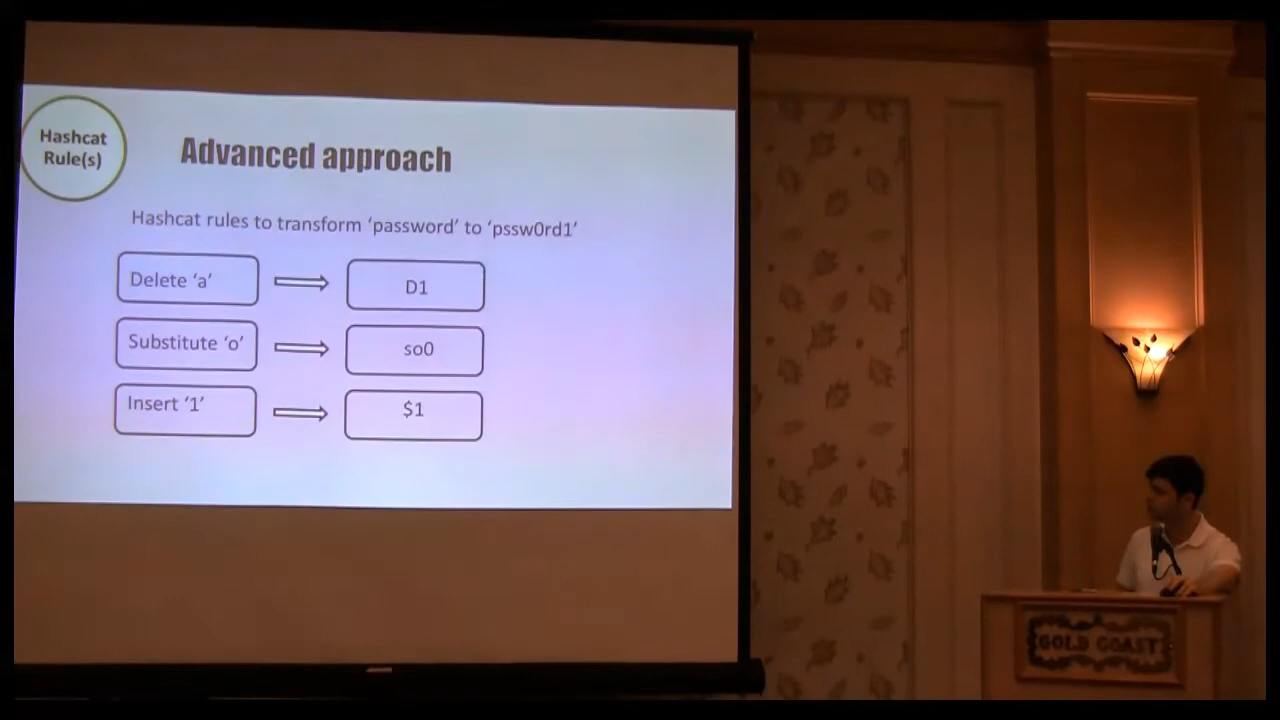 Hashcat
Rule(s)
Advanced approach
Hashcat rules to transform ‘password’ to ‘pssw0rd1’
Delete ‘a’
D1
Substitute ‘o’
so0
Insert ‘1’
$1
GOLD COAST